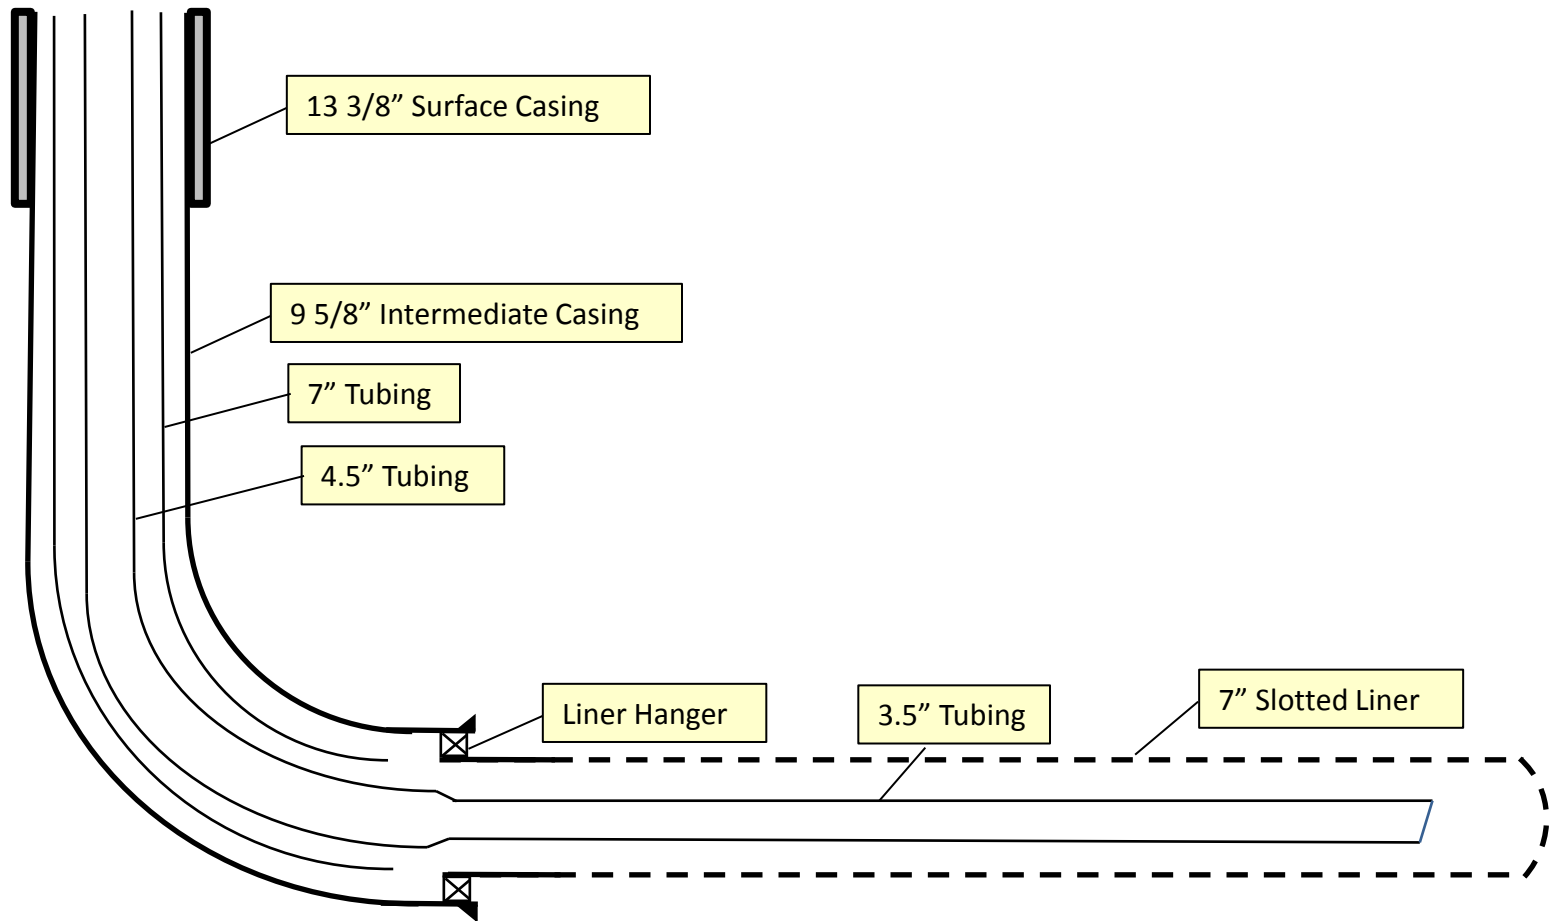 13 3/8” Surface Casing
9 5/8” Intermediate Casing
7” Tubing
4.5” Tubing
Liner Hanger
3.5” Tubing
7” Slotted Liner